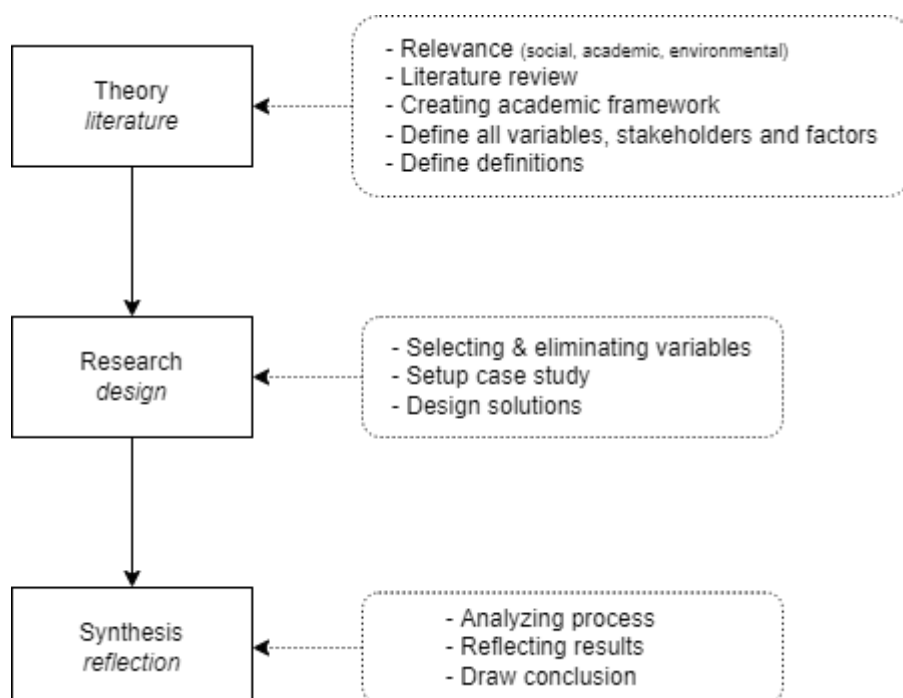 Theory
literature
- Relevance (social, academic, environmental)
- Literature review
- Creating academic framework
- Define all variables, stakeholders and factors
- Define definitions
Research
design
- Selecting & eliminating variables
- Setup case study
- Design solutions
Synthesis
reflection
- Analyzing process
- Reflecting results
- Draw conclusion